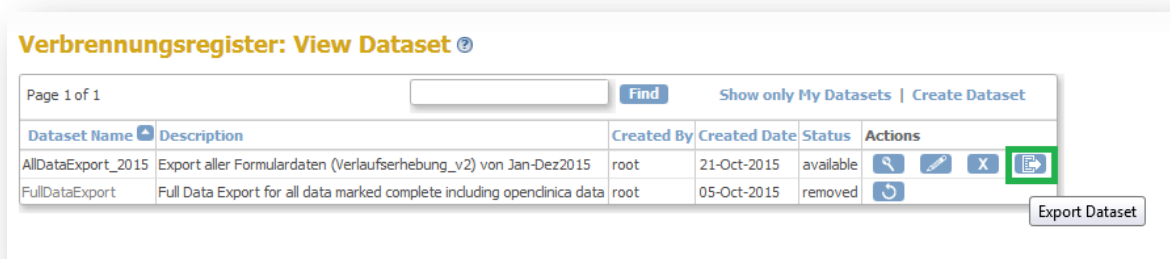 Verbrennungsregister: View Dataset ?
Page 1 of 1 Find Show only My Datasets | Create Dataset
Dataset Name Description Created By Created Date Status Actions
AllDataExport_2015 Export aller Formulardaten (Verlaufserhebung_v2) von Jan-Dez2015 root 21-Oct-2015 available X
FullDataExport Full Data Export for all data marked complete including openclinica data root 05-Oct-2015 removed
Export Dataset